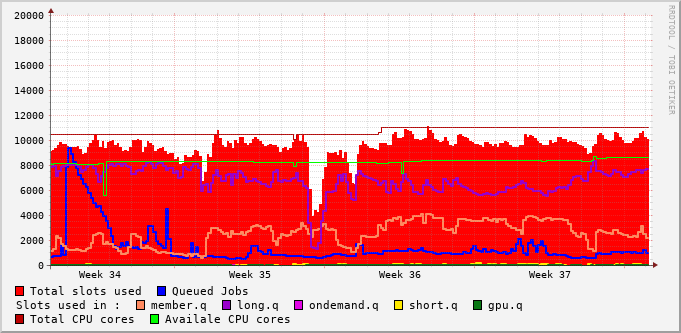 RRDTOOL / TOBI OETIKER
20000
18000
16000
14000
12000
10000
8000
6000
4000
2000
0
Week 34 Week 35 Week 36 Week 37
Total slots used Queued Jobs
Slots used in : member.q long.q ondemand.q short.q gpu.q
Total CPU cores Availale CPU cores